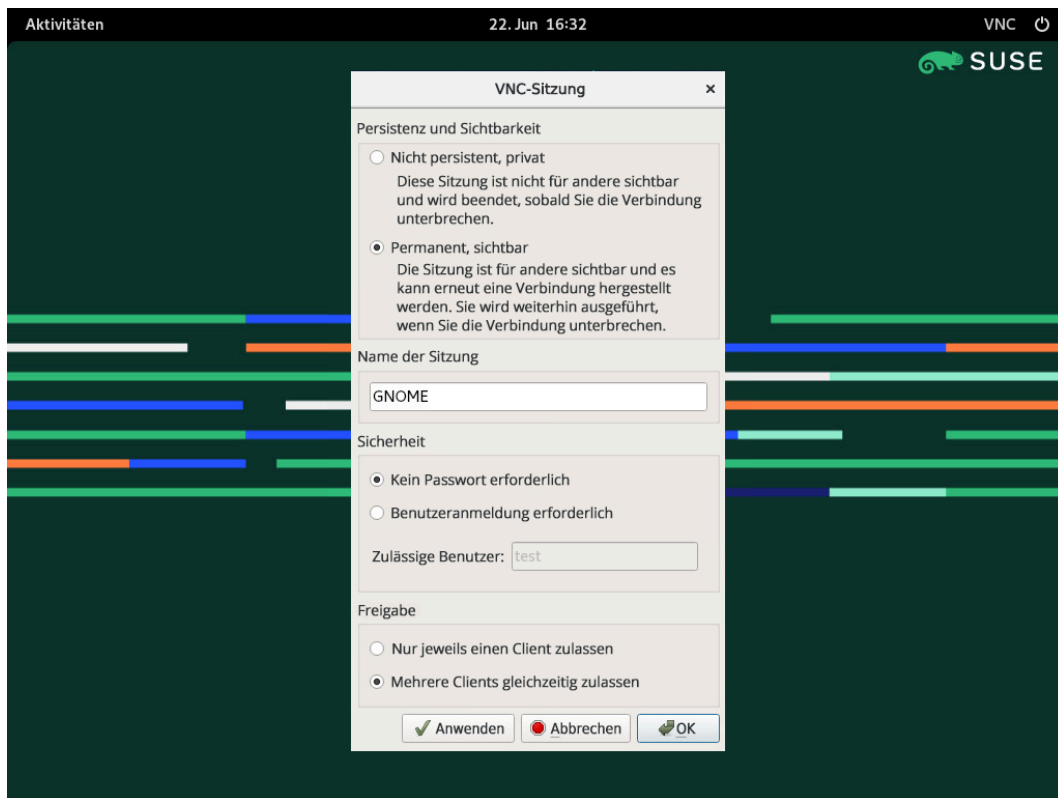 Aktivitäten 22. Jun 16:32 VNC
SUSE
VNC-Sitzung
Persistenz und Sichtbarkeit
Nicht persistent, privat
Diese Sitzung ist nicht für andere sichtbar
und wird beendet, sobald Sie die Verbindung
unterbrechen.
Permanent, sichtbar
Die Sitzung ist für andere sichtbar und es
kann erneut eine Verbindung hergestellt
werden. Sie wird weiterhin ausgeführt,
wenn Sie die Verbindung unterbrechen.
Name der Sitzung
GNOME
Sicherheit
Kein Passwort erforderlich
Benutzeranmeldung erforderlich
Zulässige Benutzer: test
Freigabe
Nur jeweils einen Client zulassen
Mehrere Clients gleichzeitig zulassen
Anwenden Abbrechen OK